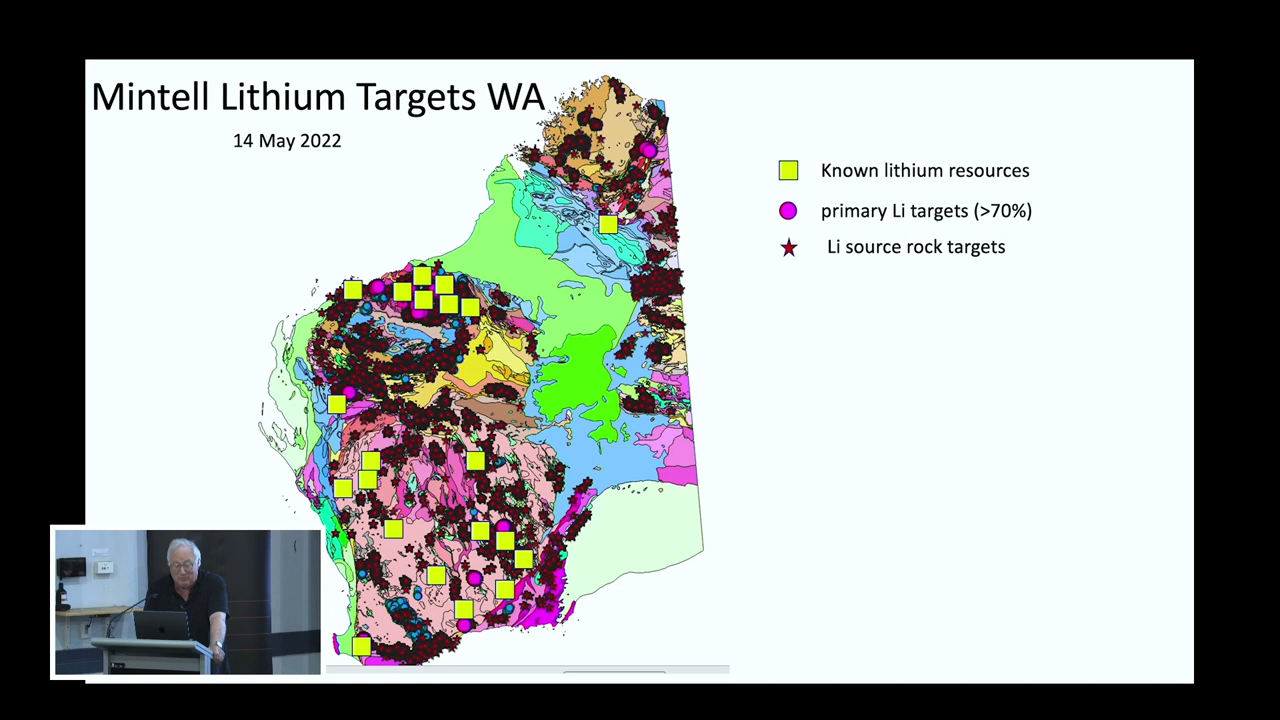 Mintell Lithium Targets WA
14 May 2022
Known lithium resources
primary Li targets (>70%)
Li source rock targets